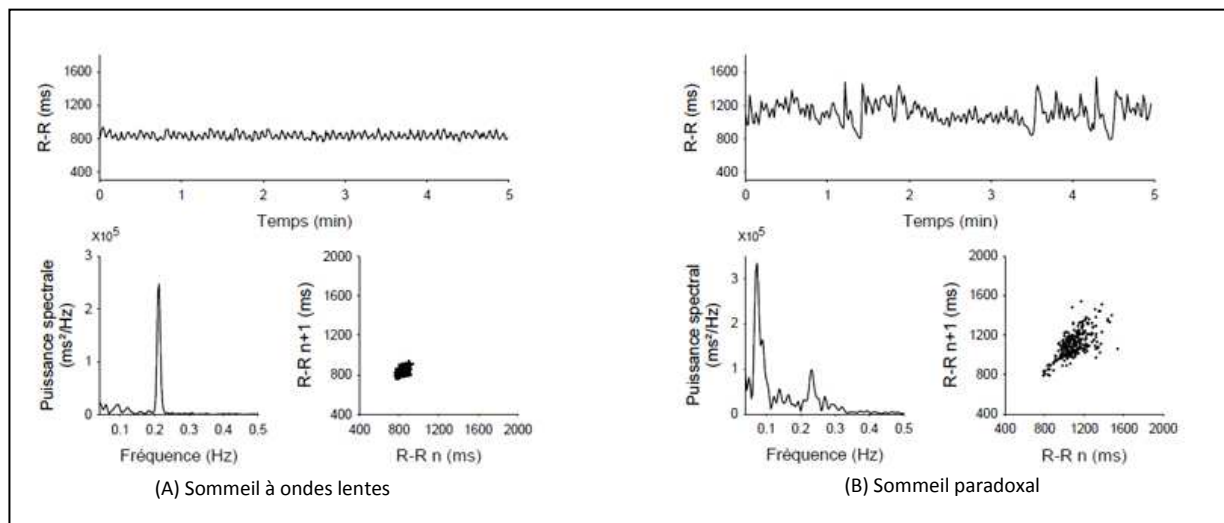 1600
1200
800
400
R-R (ms)
0 1 2 3 4 5
Temps (min)
X10⁵
3
2
1
0
Puissance spectrale
(ms²/Hz)
0.1 0.2 0.3 0.4 0.5
Fréquence (Hz)
2000
1600
1200
800
400
R-R n+1 (ms)
400 800 1200 1600 2000
R-R n (ms)
(A) Sommeil à ondes lentes
1600
1200
800
400
R-R (ms)
0 1 2 3 4 5
Temps (min)
X10⁵
3
2
1
0
Puissance spectral
(ms²/Hz)
0.1 0.2 0.3 0.4 0.5
Fréquence (Hz)
2000
1600
1200
800
400
R-R n+1 (ms)
400 800 1200 1600 2000
R-R n (ms)
(B) Sommeil paradoxal